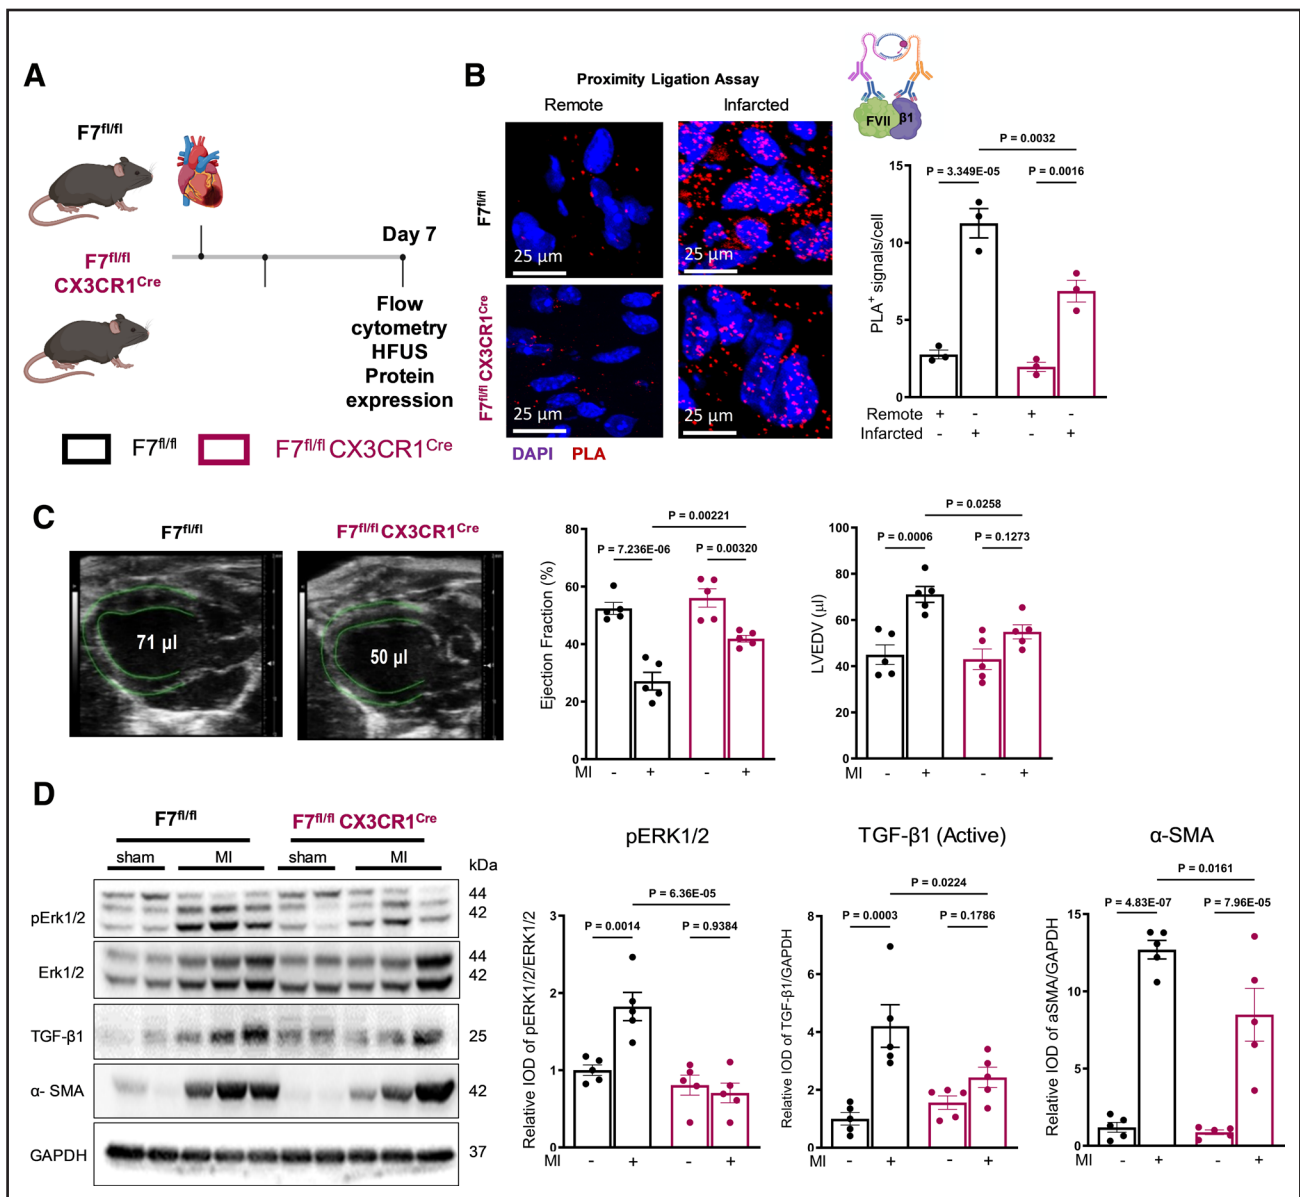 A
F7fl/fl
F7fl/fl
CX3CR1Cre
Day 7
Flow
cytometry
HFUS
Protein
expression
F7fl/fl
F7fl/fl CX3CR1Cre
B
Proximity Ligation Assay
Remote
Infarcted
F7fl/fl
25 µm
25 µm
F7fl/fl CX3CR1Cre
25 µm
25 µm
DAPI
PLA
FVII
β1
P = 0.0032
P = 3.349E-05
P = 0.0016
PLA+ signals/cell
15
10
5
0
Remote + - + -
Infarcted - + - +
C
F7fl/fl
F7fl/fl CX3CR1Cre
71 µl
50 µl
P = 0.00221
P = 7.236E-06
P = 0.00320
Ejection Fraction (%)
80
60
40
20
0
MI - + - +
P = 0.0258
P = 0.0006
P = 0.1273
LVEDV (µl)
100
80
60
40
20
0
MI - + - +
D
F7fl/fl
F7fl/fl CX3CR1Cre
sham
MI
sham
MI
kDa
pErk1/2
44
42
Erk1/2
44
42
TGF-β1
25
α- SMA
42
GAPDH
37
pERK1/2
P = 6.36E-05
P = 0.0014
P = 0.9384
Relative IOD of pERK1/2/ERK1/2
3
2
1
0
MI - + - +
TGF-β1 (Active)
P = 0.0224
P = 0.0003
P = 0.1786
Relative IOD of TGF-β1/GAPDH
8
6
4
2
0
MI - + - +
α-SMA
P = 0.0161
P = 4.83E-07
P = 7.96E-05
Relative IOD of aSMA/GAPDH
15
10
5
0
MI - + - +